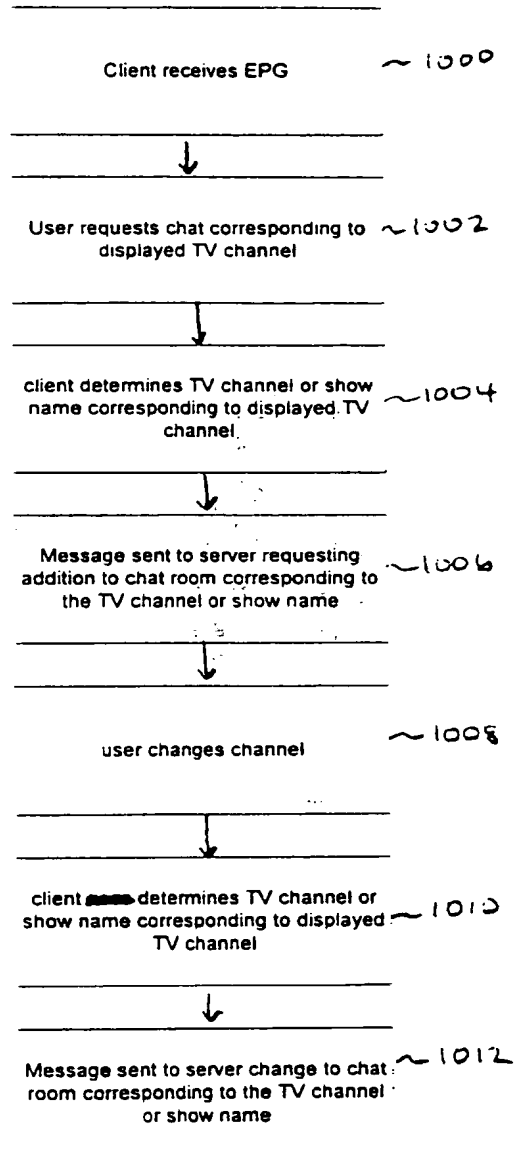 Client receives EPG ~ 1000
User requests chat corresponding to ~ 1002
displayed TV channel
client determines TV channel or show
name corresponding to displayed TV ~ 1004
channel
Message sent to server requesting
addition to chat room corresponding to ~ 1006
the TV channel or show name
user changes channel ~ 1008
client determines TV channel or
show name corresponding to displayed ~ 1010
TV channel
Message sent to server change to chat ~ 1012
room corresponding to the TV channel
or show name